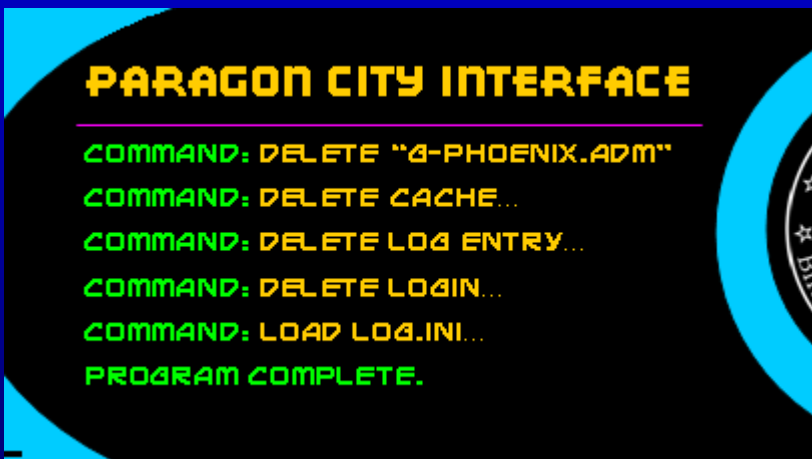 PARAGON CITY INTERFACE
COMMAND: DELETE "G-PHOENIX.ADM"
COMMAND: DELETE CACHE...
COMMAND: DELETE LOG ENTRY...
COMMAND: DELETE LOGIN...
COMMAND: LOAD LOG.INI...
PROGRAM COMPLETE.